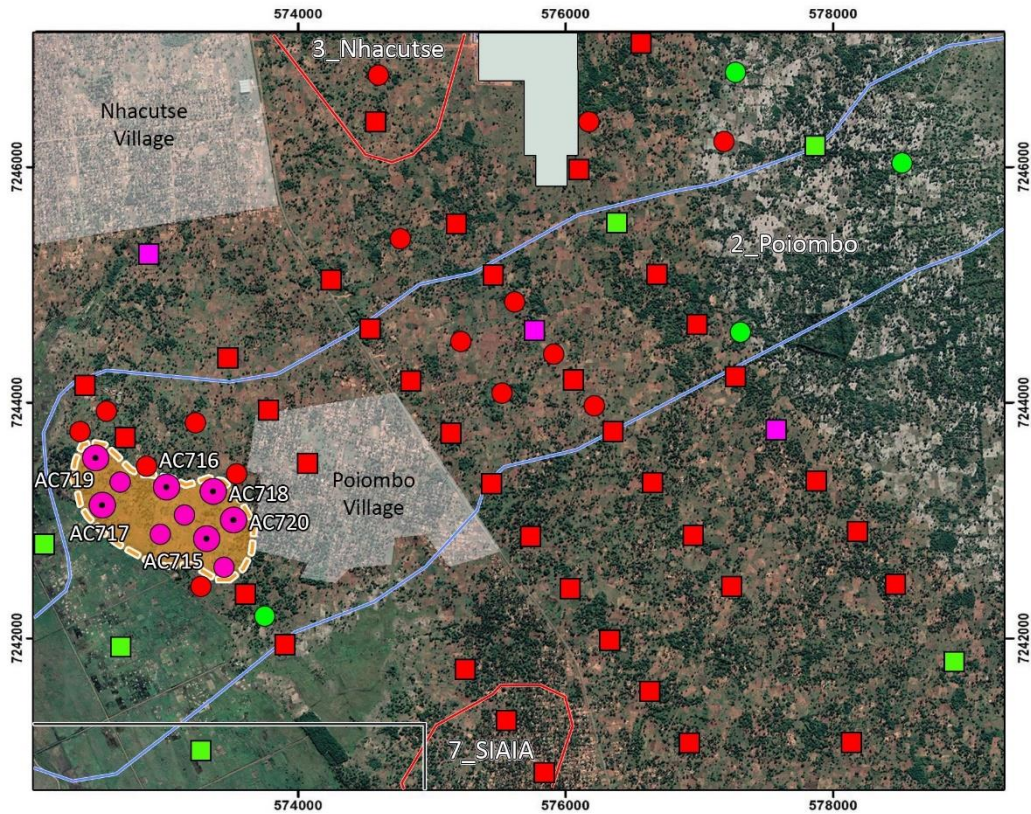 574000
576000
578000
3_Nhacutse
Nhacutse
Village
7246000
7246000
2_Poiombo
7244000
7244000
AC716
AC719
AC718
Poiombo
Village
AC720
AC717
AC715
7242000
7242000
7_SIAIA
574000
576000
578000